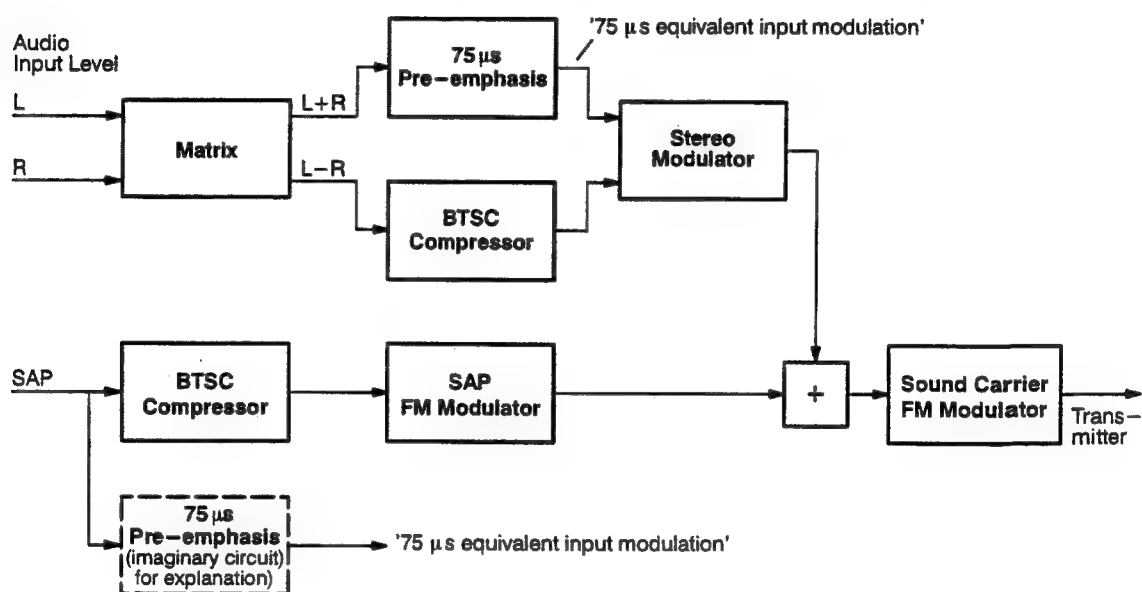 Audio
Input Level
L
R
Matrix
L+R
L−R
75 µs
Pre−emphasis
'75 µs equivalent input modulation'
BTSC
Compressor
Stereo
Modulator
SAP
BTSC
Compressor
SAP
FM Modulator
+
Sound Carrier
FM Modulator
Trans−
mitter
75 µs
Pre−emphasis
(imaginary circuit)
for explanation)
'75 µs equivalent input modulation'